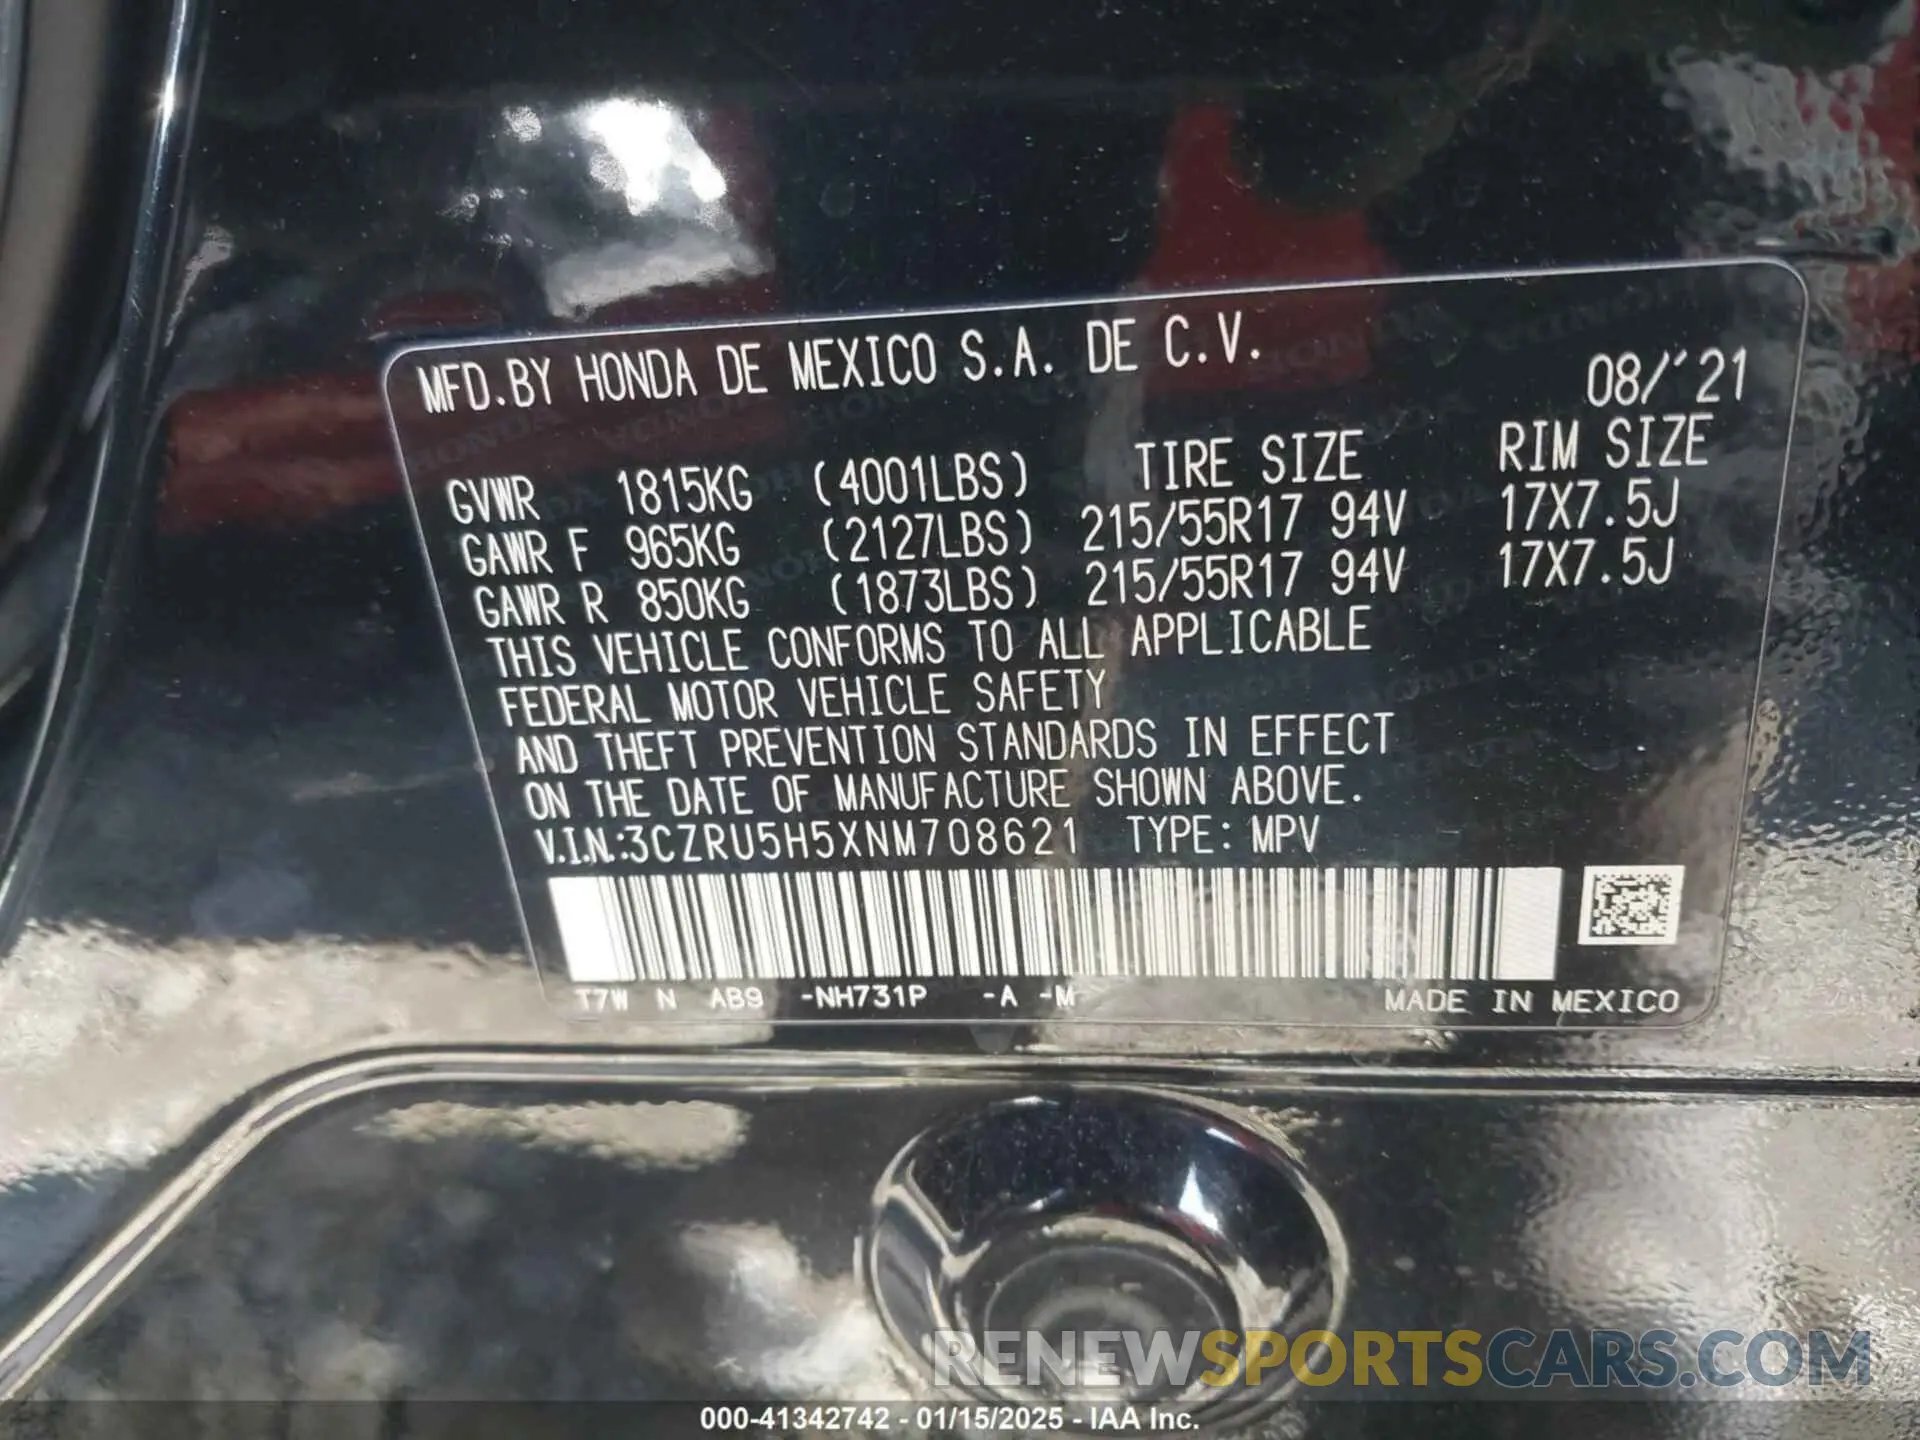 MFD.BY HONDA DE MEXICO S.A. DE C.V.
08/'21
GVWR 1815KG (4001LBS) TIRE SIZE RIM SIZE
GAWR F 965KG (2127LBS) 215/55R17 94V 17X7.5J
GAWR R 850KG (1873LBS) 215/55R17 94V 17X7.5J
THIS VEHICLE CONFORMS TO ALL APPLICABLE
FEDERAL MOTOR VEHICLE SAFETY
AND THEFT PREVENTION STANDARDS IN EFFECT
ON THE DATE OF MANUFACTURE SHOWN ABOVE.
V.I.N.:3CZRU5H5XNM708621 TYPE: MPV
T7W N AB9 -NH731P -A -M MADE IN MEXICO
RENEWSPORTSCARS.COM
000-41342742 - 01/15/2025 - IAA Inc.